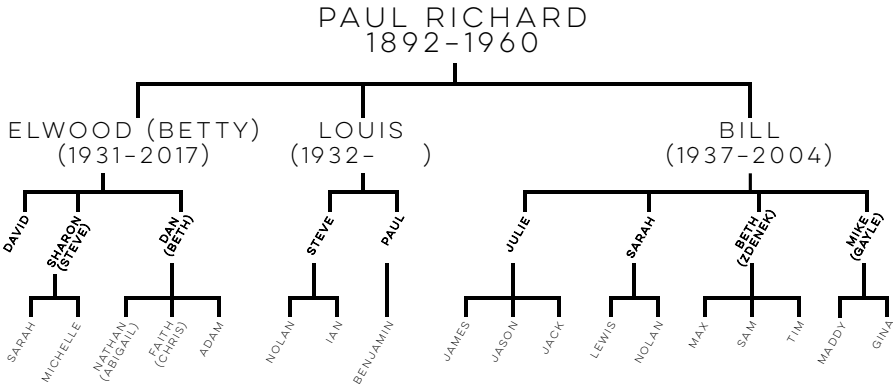 PAUL RICHARD
1892-1960
ELWOOD (BETTY)
(1931-2017)
LOUIS
(1932- )
BILL
(1937-2004)
DAVID
SHARON
(STEVE)
DAN
(BETH)
STEVE
PAUL
JULIE
SARAH
BETH
(ZDENEK)
MIKE
(GAYLE)
SARAH
MICHELLE
NATHAN
(ABIGAIL)
FAITH
(CHRIS)
ADAM
NOLAN
IAN
BENJAMIN
JAMES
JASON
JACK
LEWIS
NOLAN
MAX
SAM
TIM
MADDY
GINA